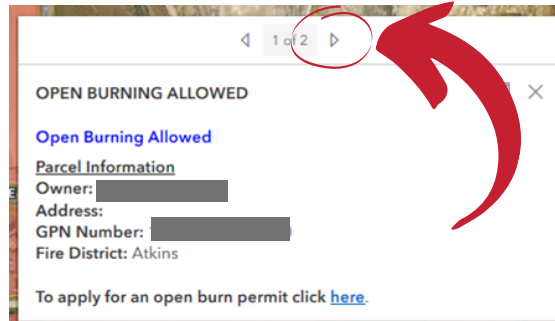 1 of 2
OPEN BURNING ALLOWED
Open Burning Allowed
Parcel Information
Owner:
Address:
GPN Number:
Fire District: Atkins
To apply for an open burn permit click here.